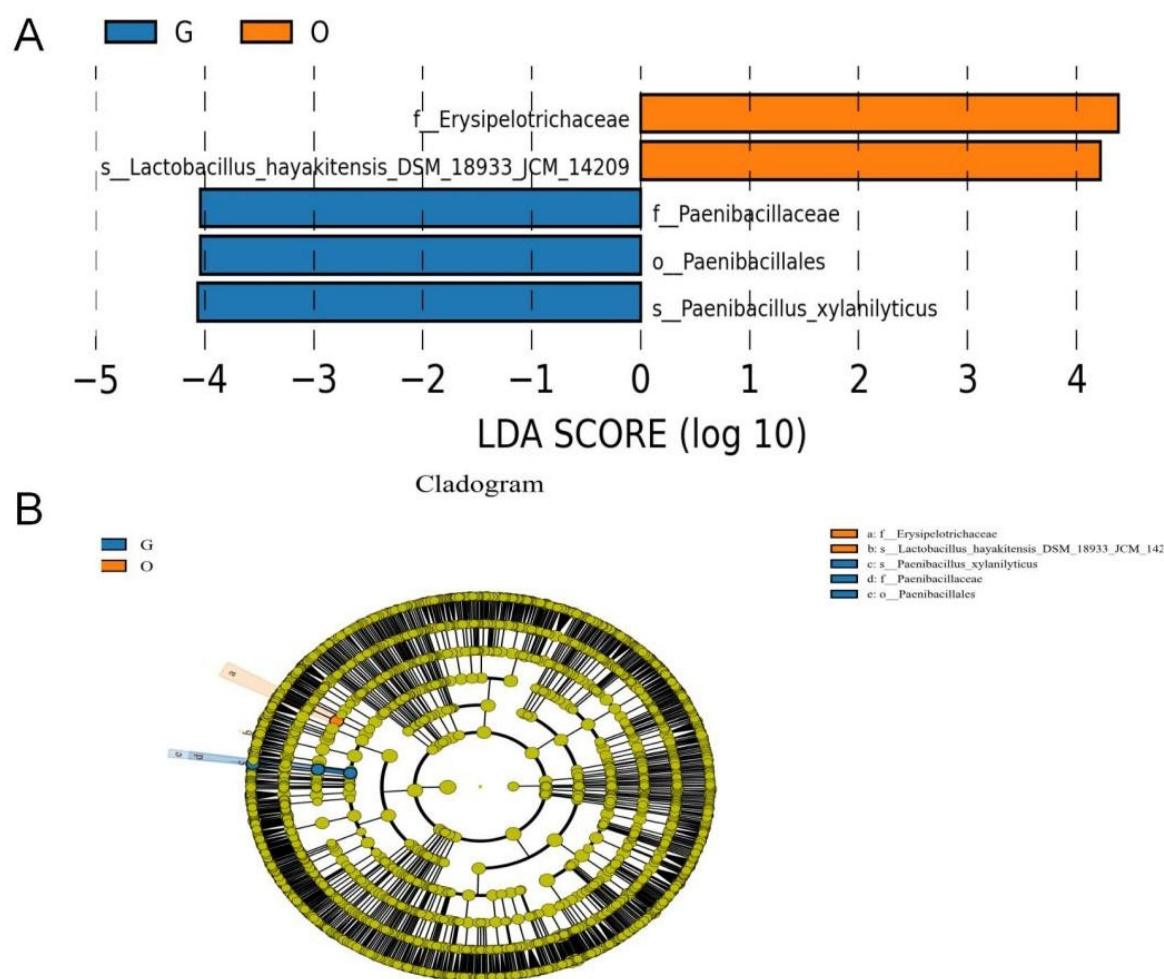 A
G O
f__Erysipelotrichaceae
s__Lactobacillus_hayakitensis_DSM_18933_JCM_14209
f__Paenibacillaceae
o__Paenibacillales
s__Paenibacillus_xylanilyticus
−5 −4 −3 −2 −1 0 1 2 3 4
LDA SCORE (log 10)
Cladogram
B
G
O
a: f__Erysipelotrichaceae
b: s__Lactobacillus_hayakitensis_DSM_18933_JCM_142
c: s__Paenibacillus_xylanilyticus
d: f__Paenibacillaceae
e: o__Paenibacillales
a